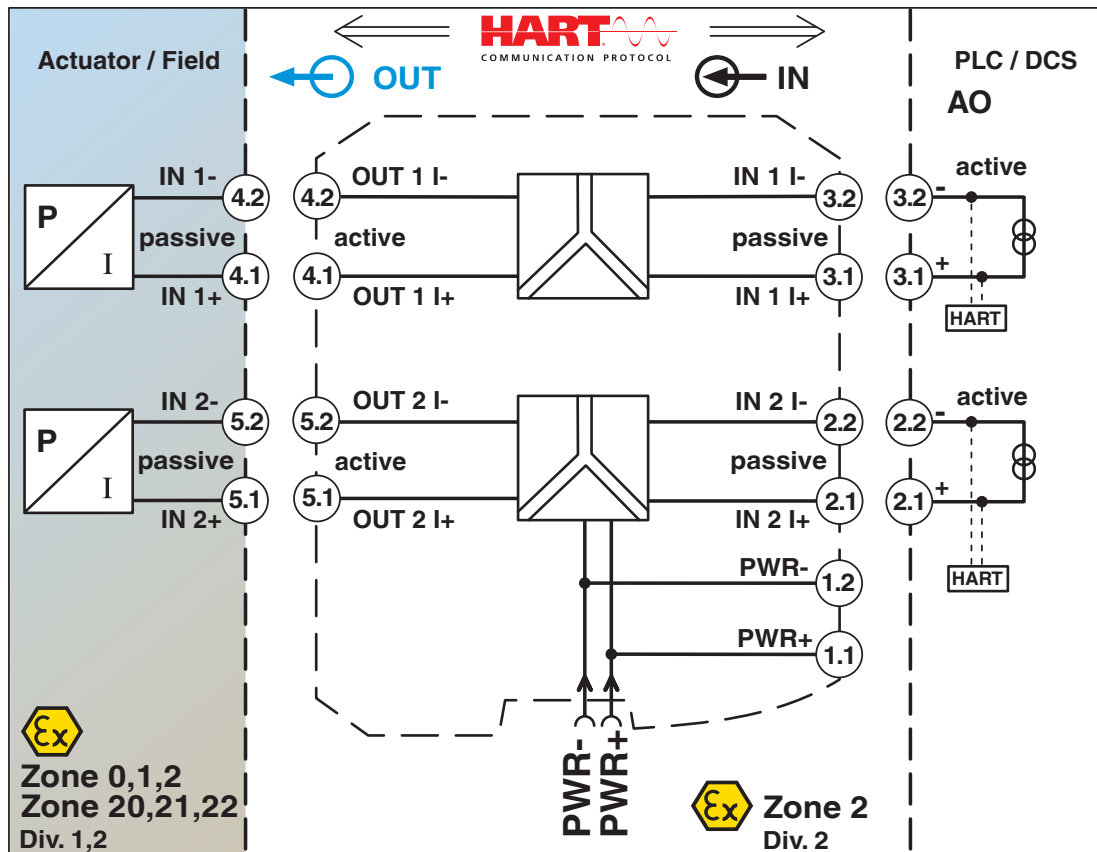 HART
COMMUNICATION PROTOCOL
Actuator / Field
OUT
IN
PLC / DCS
AO
IN 1-
4.2
4.2
OUT 1 I-
IN 1 I-
3.2
3.2
-
active
P
I
passive
active
passive
4.1
4.1
3.1
3.1
+
IN 1+
OUT 1 I+
IN 1 I+
HART
IN 2-
5.2
5.2
OUT 2 I-
IN 2 I-
2.2
2.2
-
active
P
I
passive
active
passive
5.1
5.1
2.1
2.1
+
IN 2+
OUT 2 I+
IN 2 I+
PWR-
1.2
HART
PWR+
1.1
PWR-
PWR+
Ex
Zone 0,1,2
Zone 20,21,22
Div. 1,2
Ex
Zone 2
Div. 2